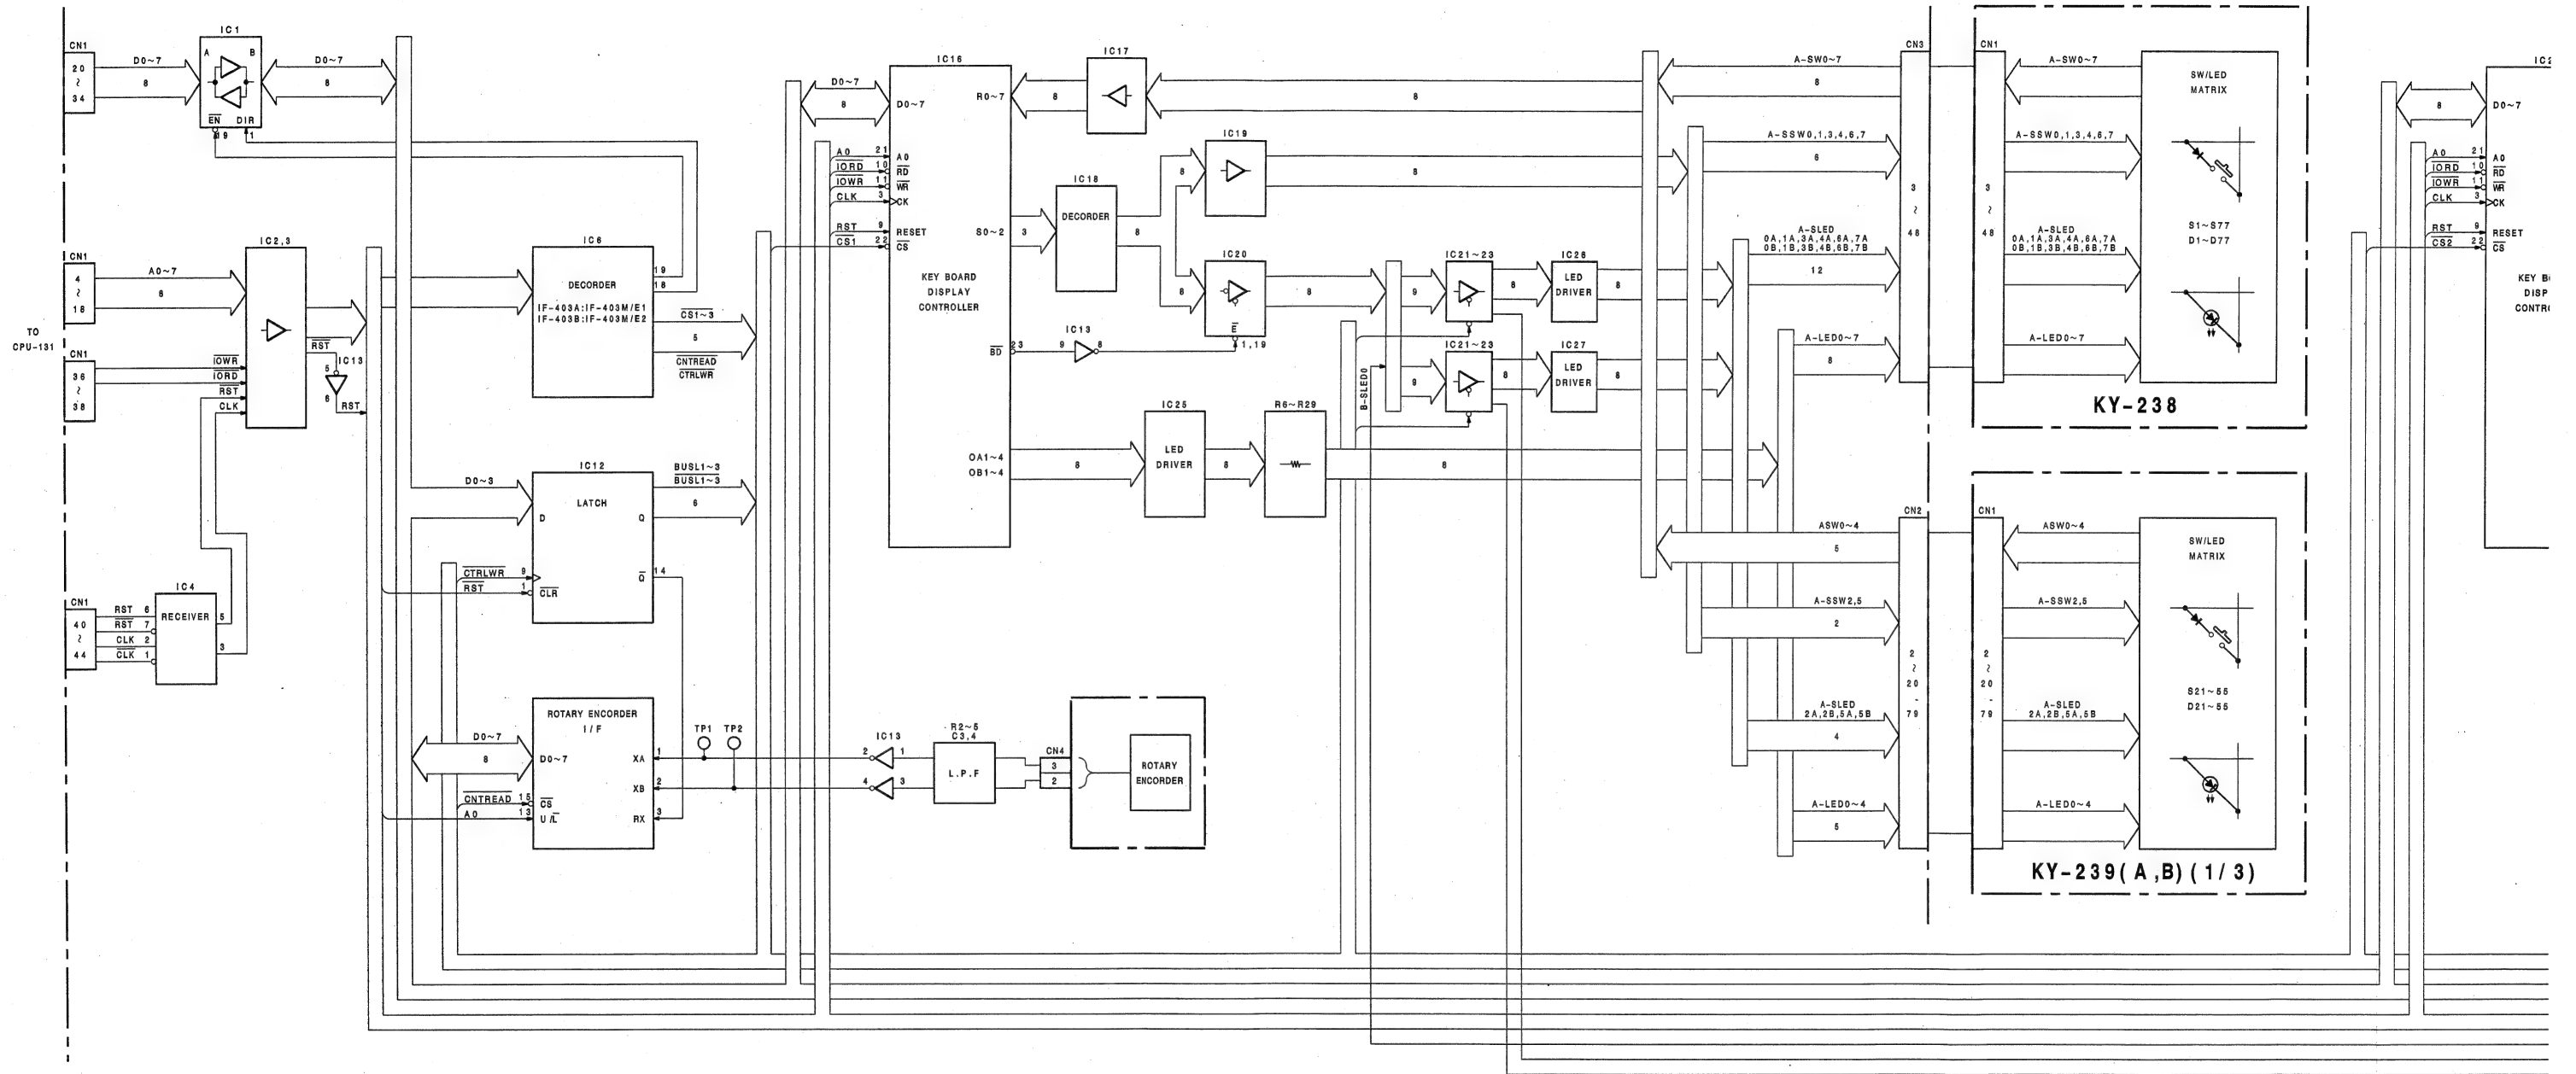 TO
CPU-131
CN1
20
~
34
D0~7
8
IC1
A B
EN DIR
19 1
D0~7
8
CN1
4
~
18
A0~7
8
IC2,3
CN1
36
~
38
IOWR
IORD
RST
CLK
RST
IC13
5
6
RST
CN1
40
~
44
RST 6
RST 7
CLK 2
CLK 1
IC4
RECEIVER
5
3
IC6
DECORDER
IF-403A:IF-403M/E1
IF-403B:IF-403M/E2
19
18
CS1~3
5
CNTREAD
CTRLWR
IC12
LATCH
D0~3
D Q
BUSL1~3
BUSL1~3
6
CTRLWR 9
RST 1
CLR
Q 14
ROTARY ENCORDER
I/F
D0~7
8
D0~7
XA 1
XB 2
RX 3
CNTREAD 15
CS
A0 13
U/L
TP1 TP2
IC13
2 1
4 3
R2~5
C3,4
L.P.F
CN4
3
2
ROTARY
ENCORDER
IC16
D0~7
8
D0~7
R0~7
A0 21 A0
IORD 10 RD
IOWR 11 WR
CLK 3 CK
RST 9 RESET
CS1 22 CS
S0~2
KEY BOARD
DISPLAY
CONTROLLER
BD 23
OA1~4
OB1~4
IC17
8
8
IC18
DECORDER
3
8
IC19
8
8
IC20
8
8
E
1,19
IC13
9 8
IC21~23
9
8
IC26
LED
DRIVER
8
IC21~23
9
8
IC27
LED
DRIVER
8
B-SLED0
8
IC25
LED
DRIVER
8
R6~R29
8
A-SW0~7
8
A-SSW0,1,3,4,6,7
6
A-SLED
0A,1A,3A,4A,6A,7A
0B,1B,3B,4B,6B,7B
12
A-LED0~7
8
CN3
3
~
48
CN1
3
~
48
A-SW0~7
A-SSW0,1,3,4,6,7
A-SLED
0A,1A,3A,4A,6A,7A
0B,1B,3B,4B,6B,7B
A-LED0~7
SW/LED
MATRIX
S1~S77
D1~D77
KY-238
ASW0~4
5
A-SSW2,5
2
A-SLED
2A,2B,5A,5B
4
A-LED0~4
5
CN2
2
~
20
-
79
CN1
2
~
20
-
79
ASW0~4
A-SSW2,5
A-SLED
2A,2B,5A,5B
A-LED0~4
SW/LED
MATRIX
S21~55
D21~55
KY-239(A,B)(1/3)
8
D0~7
A0 21 A0
IORD 10 RD
IOWR 11 WR
CLK 3 CK
RST 9 RESET
CS2 22 CS
KEY
DISP
CONTR